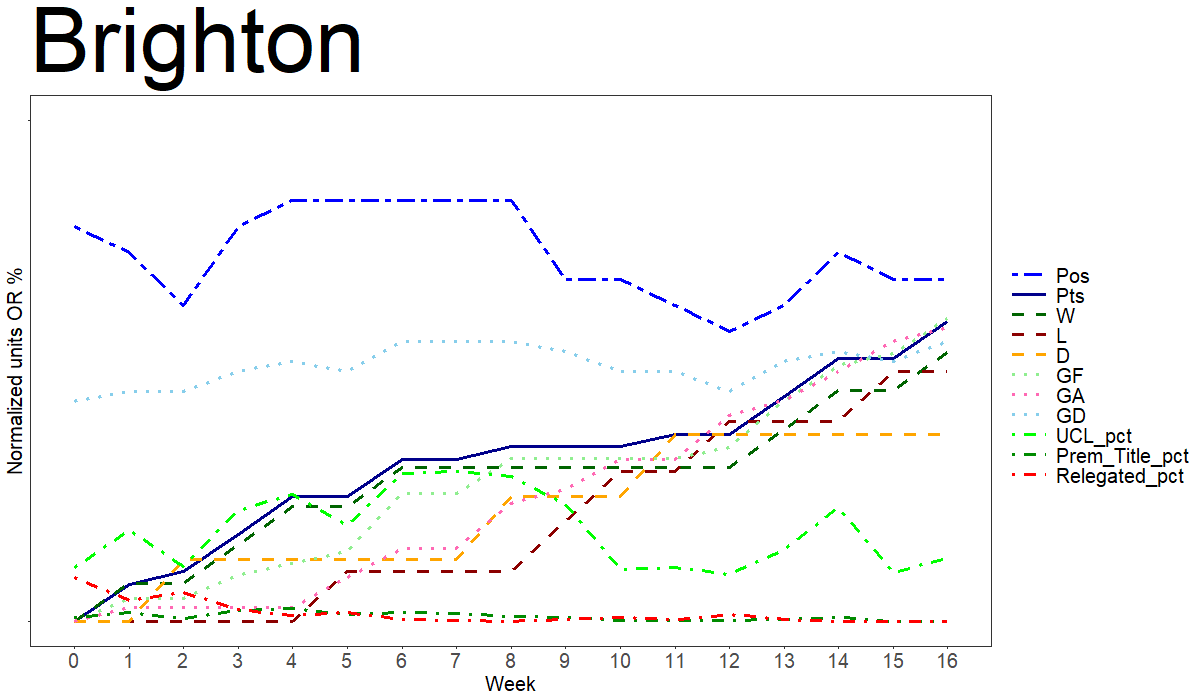 Brighton
Normalized units OR %
Pos
Pts
W
L
D
GF
GA
GD
UCL_pct
Prem_Title_pct
Relegated_pct
0 1 2 3 4 5 6 7 8 9 10 11 12 13 14 15 16
Week